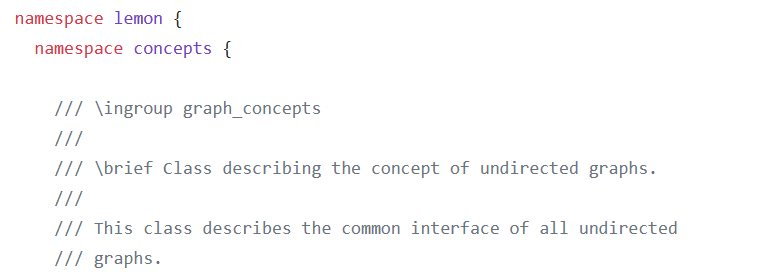 namespace lemon {
namespace concepts {
/// \ingroup graph_concepts
///
/// \brief Class describing the concept of undirected graphs.
///
/// This class describes the common interface of all undirected
/// graphs.